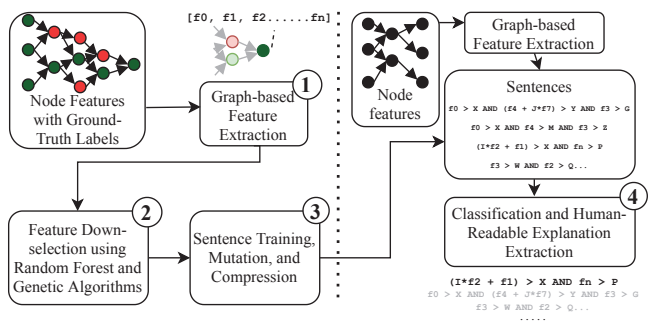 [f0, f1, f2......fn]
Node Features
with Ground-
Truth Labels
1
Graph-based
Feature
Extraction
2
Feature Down-
selection using
Random Forest and
Genetic Algorithms
3
Sentence Training,
Mutation, and
Compression
Node
features
Graph-based
Feature Extraction
Sentences
f0 > X AND (f4 + J*f7) > Y AND f3 > G
f0 > X AND f4 > M AND f3 > Z
(I*f2 + f1) > X AND fn > P
f3 > W AND f2 > Q...
4
Classification and Human-
Readable Explanation
Extraction
(I*f2 + f1) > X AND fn > P
f0 > X AND (f4 + J*f7) > Y AND f3 > G
f3 > W AND f2 > Q...
.....